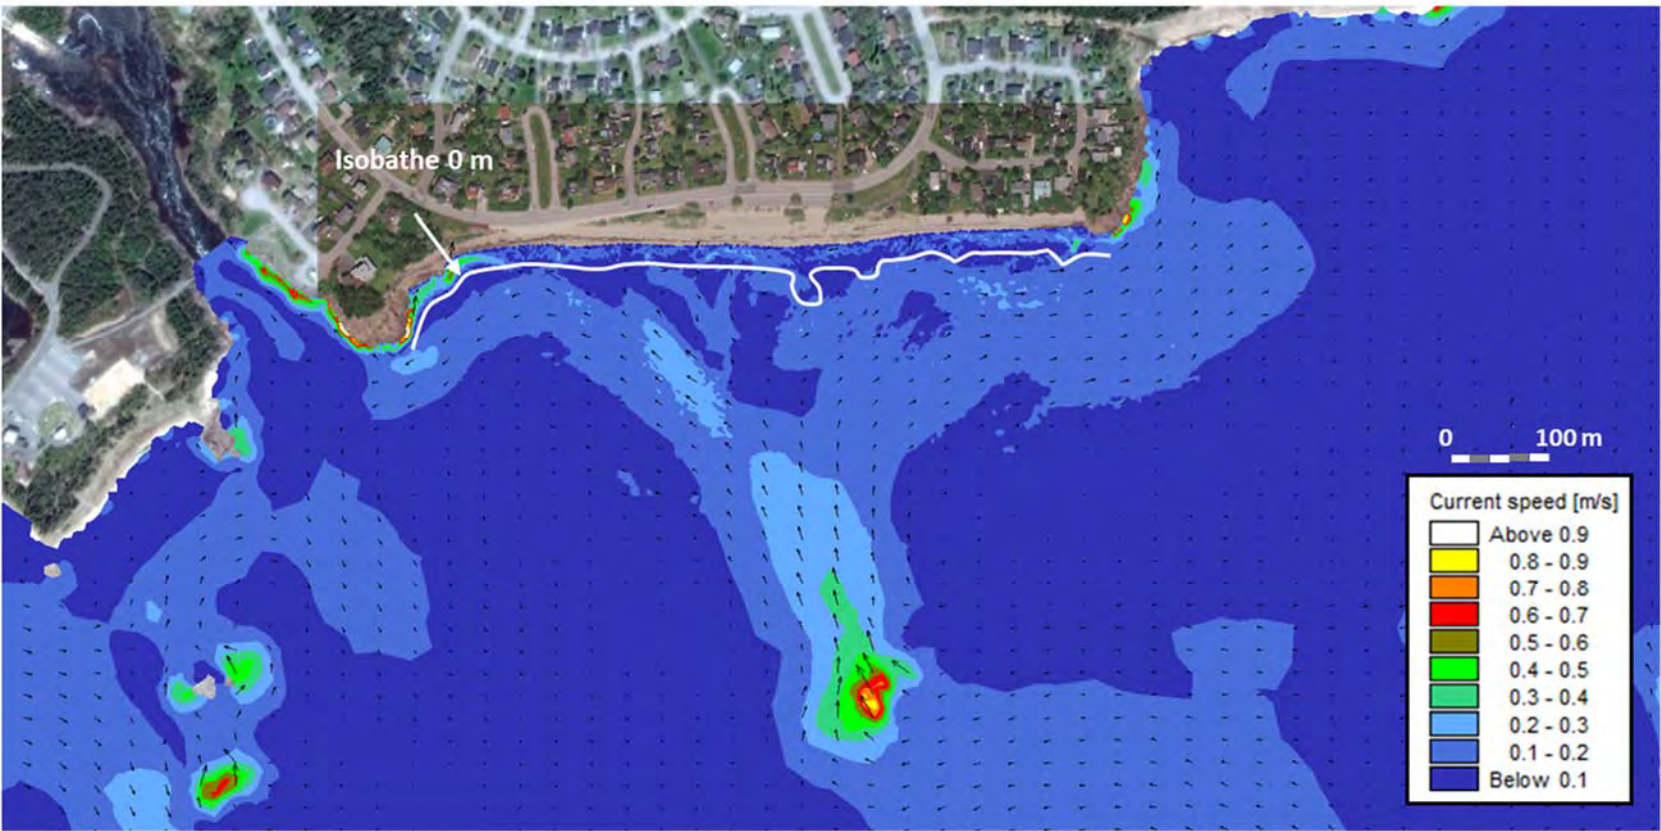 Isobathe 0 m
0 100 m
Current speed [m/s]
Above 0.9
0.8 - 0.9
0.7 - 0.8
0.6 - 0.7
0.5 - 0.6
0.4 - 0.5
0.3 - 0.4
0.2 - 0.3
0.1 - 0.2
Below 0.1